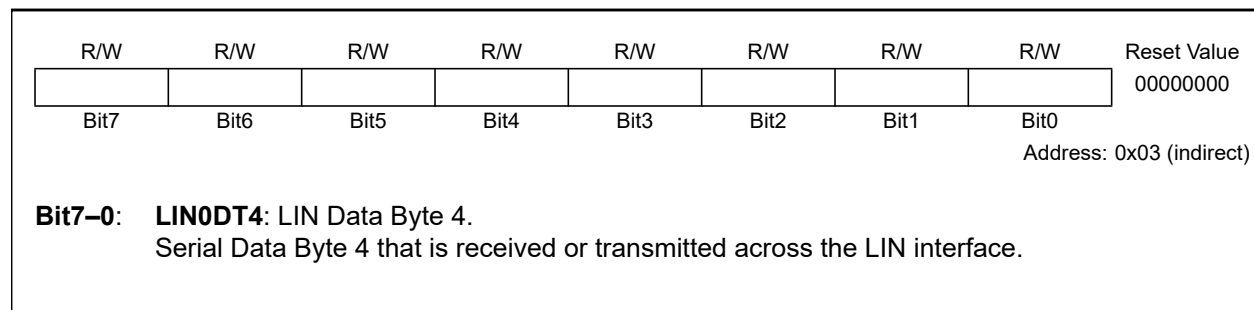 R/W R/W R/W R/W R/W R/W R/W R/W Reset Value
00000000
Bit7 Bit6 Bit5 Bit4 Bit3 Bit2 Bit1 Bit0
Address: 0x03 (indirect)
Bit7–0: LIN0DT4: LIN Data Byte 4.
Serial Data Byte 4 that is received or transmitted across the LIN interface.